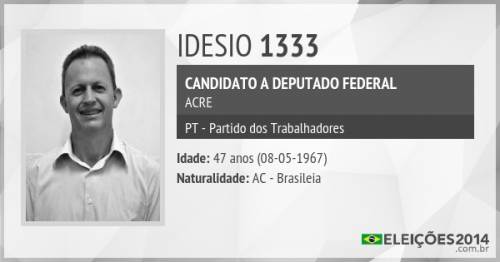 IDESIO 1333
CANDIDATO A DEPUTADO FEDERAL
ACRE
PT - Partido dos Trabalhadores
Idade: 47 anos (08-05-1967)
Naturalidade: AC - Brasileia
ELEIÇÕES2014
.com.br